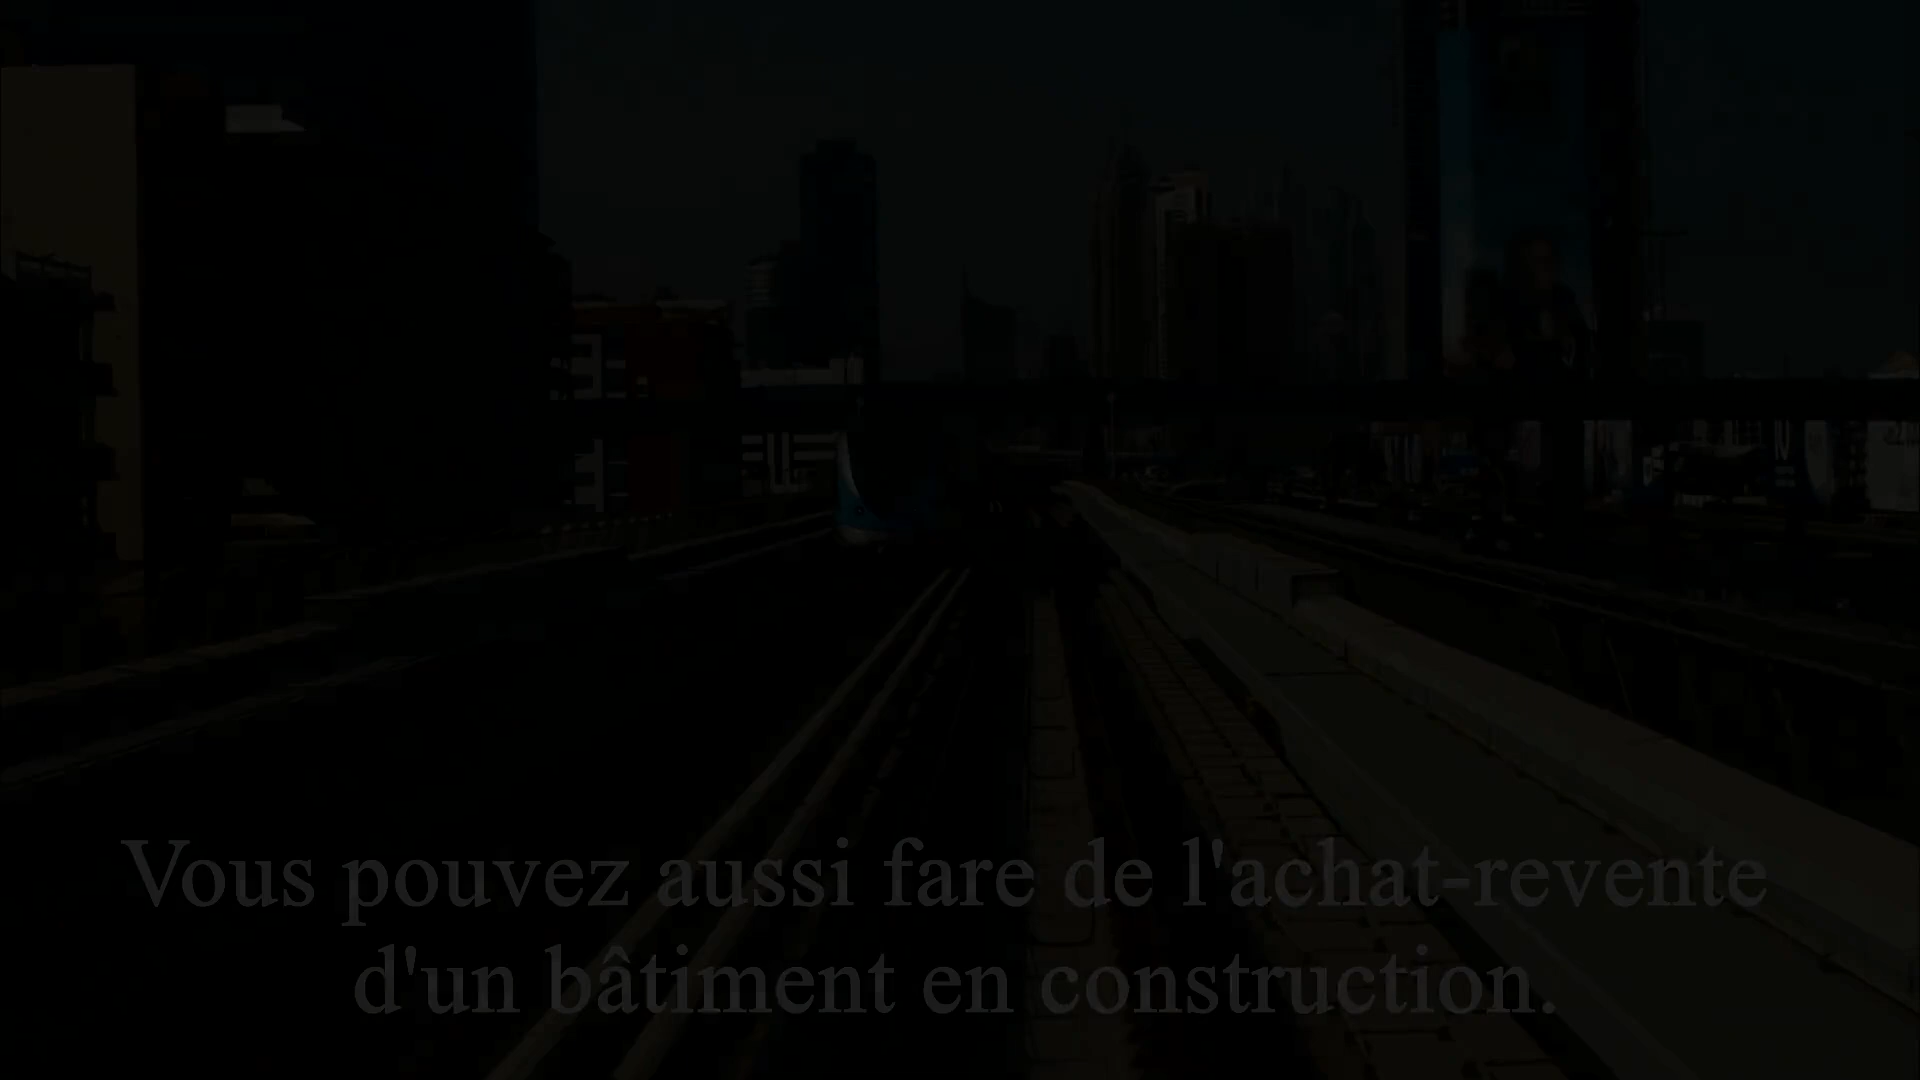 Vous pouvez aussi fare de l'achat-revente
d'un bâtiment en construction.